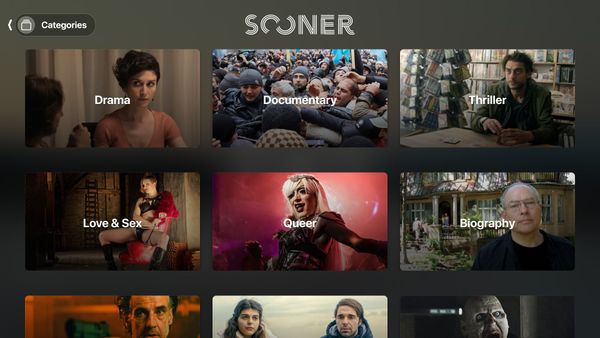 Categories
SOONER
Drama
Documentary
Thriller
Love & Sex
Queer
Biography